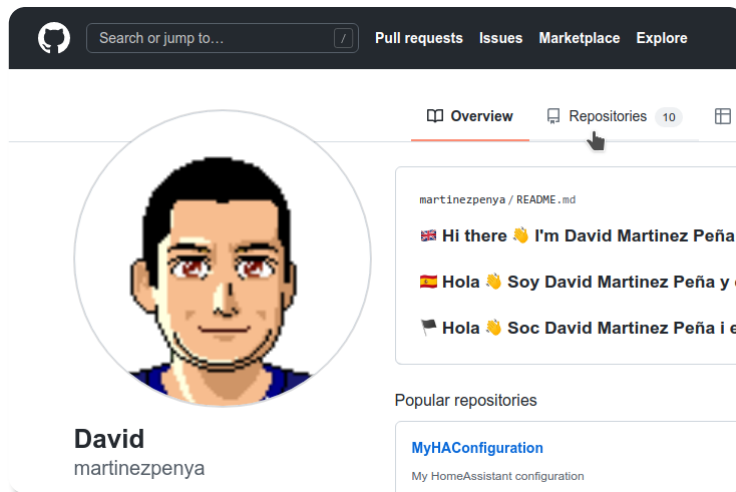 Search or jump to… /
Pull requests Issues Marketplace Explore
Overview Repositories 10
martinezpenya/README.md
🇬🇧 Hi there 👋 I'm David Martinez Peña
🇪🇸 Hola 👋 Soy David Martinez Peña y
🏴 Hola 👋 Soc David Martinez Peña i
Popular repositories
David
martinezpenya
MyHAConfiguration
My HomeAssistant configuration